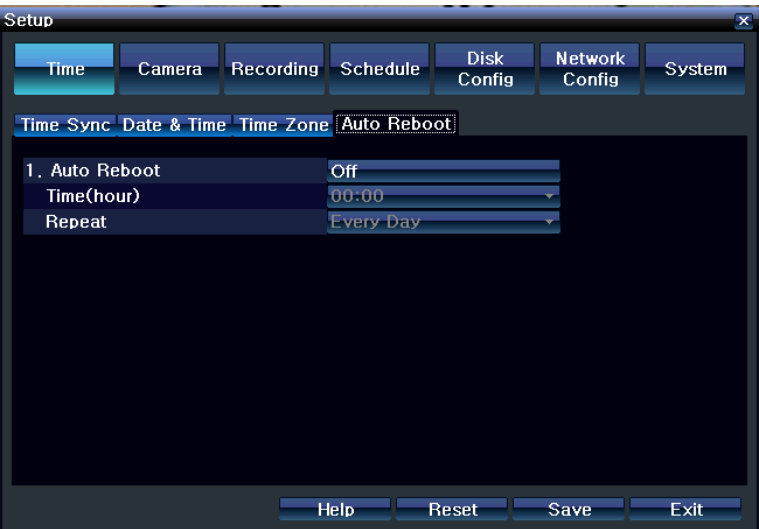 Setup
Time Camera Recording Schedule Disk Config Network Config System
Time Sync Date & Time Time Zone Auto Reboot
1. Auto Reboot Off
Time(hour) 00:00
Repeat Every Day
Help Reset Save Exit